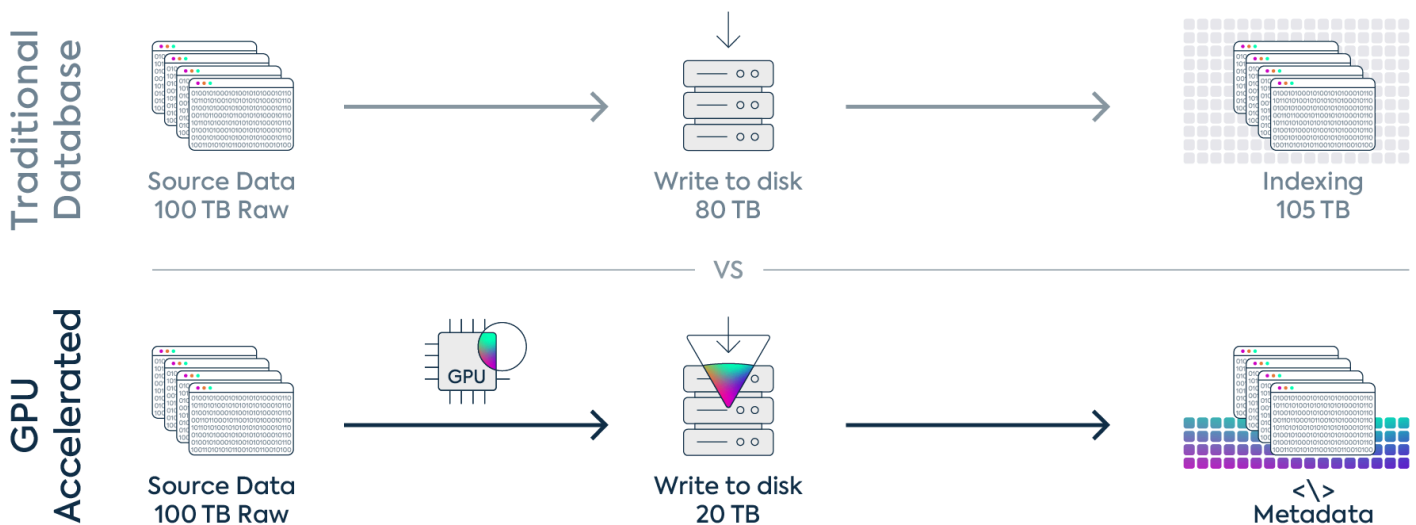 Traditional
Database
Source Data
100 TB Raw
Write to disk
80 TB
Indexing
105 TB
VS
GPU
Accelerated
GPU
Source Data
100 TB Raw
Write to disk
20 TB
<\>
Metadata